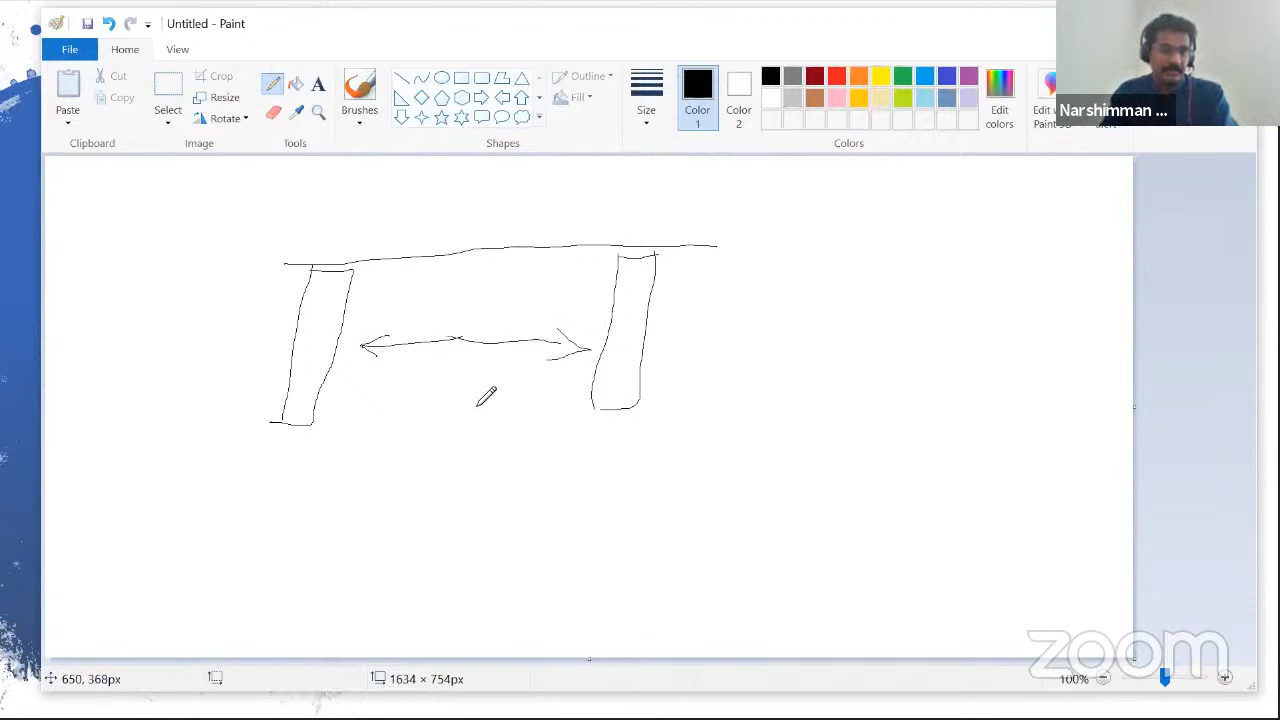 Untitled - Paint
File
Home
View
Paste
Cut
Copy
Clipboard
Select
Crop
Resize
Rotate
Image
A
Tools
Brushes
Shapes
Outline
Fill
Size
Color
1
Color
2
Edit
colors
Colors
Narshimman ...
650, 368px
1634 × 754px
100%
zoom